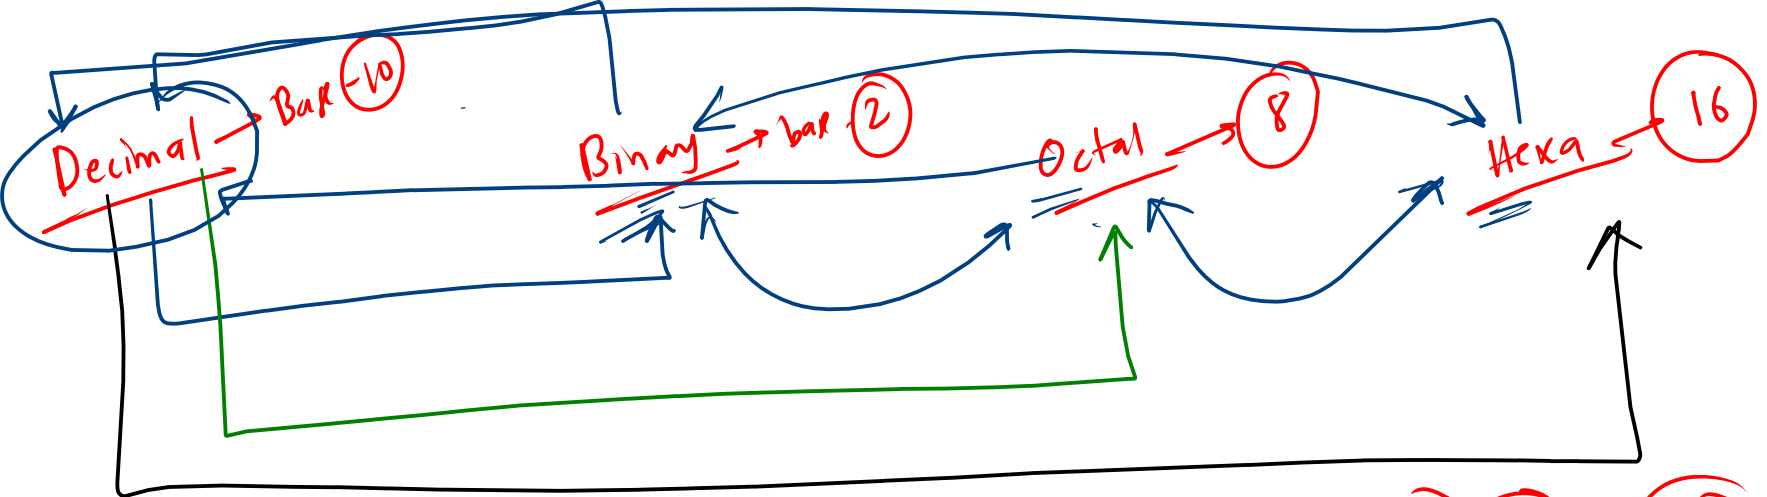 Decimal → Base - 10 Binary → base - 2 Octal → 8 Hexa → 16